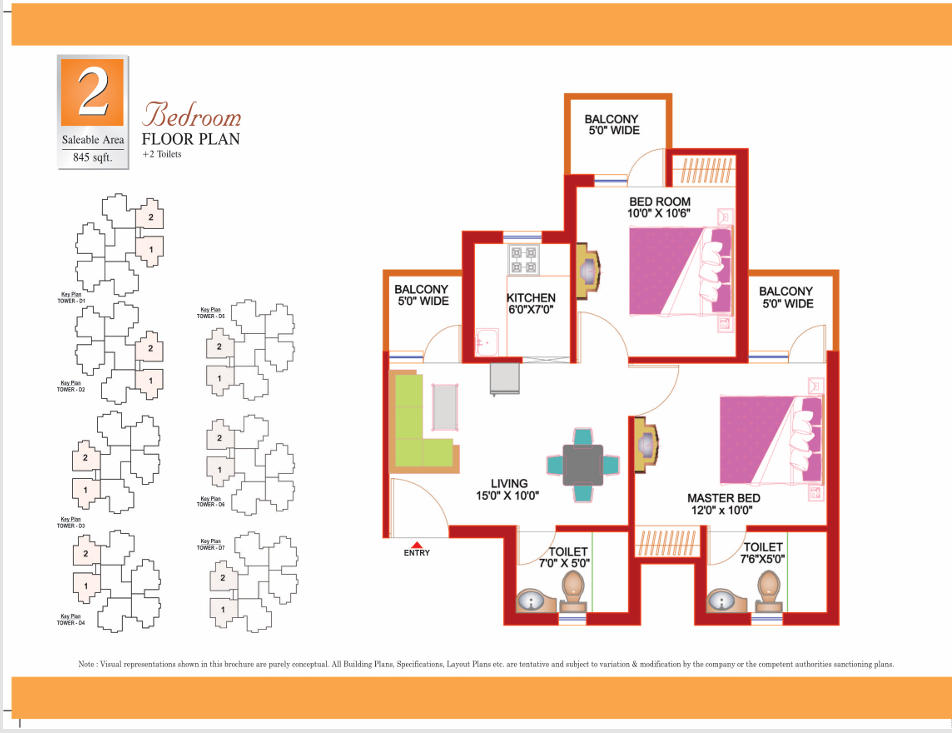 2
Saleable Area
845 sqft.
Bedroom
FLOOR PLAN
+2 Toilets
2
1
Key Plan
TOWER - D1
2
1
Key Plan
TOWER - D2
2
1
Key Plan
TOWER - D3
2
1
Key Plan
TOWER - D4
Key Plan
TOWER - D5
2
1
2
1
Key Plan
TOWER - D6
Key Plan
TOWER - D7
2
1
BALCONY
5'0" WIDE
BED ROOM
10'0" X 10'6"
BALCONY
5'0" WIDE
KITCHEN
6'0"X7'0"
BALCONY
5'0" WIDE
LIVING
15'0" X 10'0"
MASTER BED
12'0" x 10'0"
ENTRY
TOILET
7'0" X 5'0"
TOILET
7'6"X5'0"
Note : Visual representations shown in this brochure are purely conceptual. All Building Plans, Specifications, Layout Plans etc. are tentative and subject to variation & modification by the company or the competent authorities sanctioning plans.